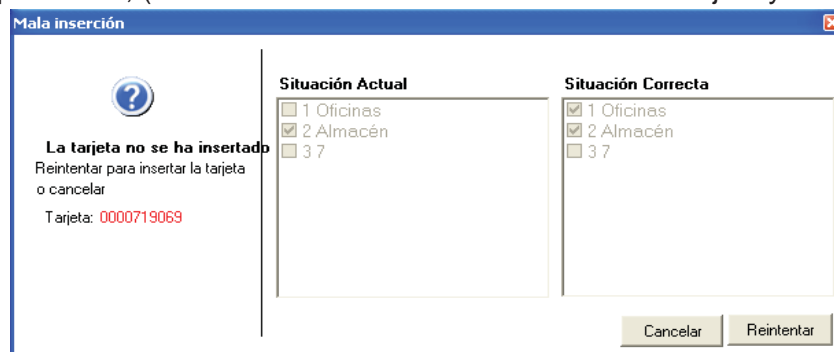 Mala inserción
La tarjeta no se ha insertado
Reintentar para insertar la tarjeta
o cancelar
Tarjeta: 0000719069
Situación Actual
1 Oficinas
2 Almacén
3 7
Situación Correcta
1 Oficinas
2 Almacén
3 7
Cancelar
Reintentar